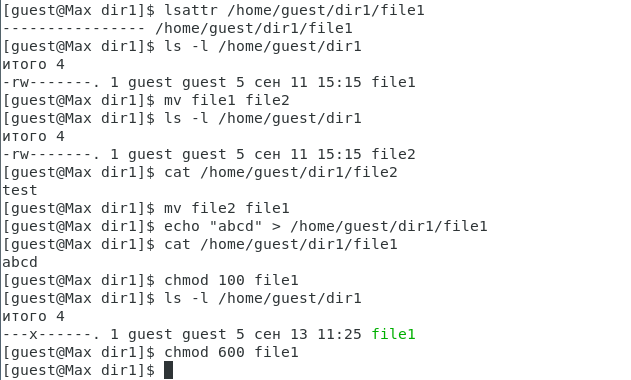 [guest@Max dir1]$ lsattr /home/guest/dir1/file1
---------------- /home/guest/dir1/file1
[guest@Max dir1]$ ls -l /home/guest/dir1
итого 4
-rw-------. 1 guest guest 5 сен 11 15:15 file1
[guest@Max dir1]$ mv file1 file2
[guest@Max dir1]$ ls -l /home/guest/dir1
итого 4
-rw-------. 1 guest guest 5 сен 11 15:15 file2
[guest@Max dir1]$ cat /home/guest/dir1/file2
test
[guest@Max dir1]$ mv file2 file1
[guest@Max dir1]$ echo "abcd" > /home/guest/dir1/file1
[guest@Max dir1]$ cat /home/guest/dir1/file1
abcd
[guest@Max dir1]$ chmod 100 file1
[guest@Max dir1]$ ls -l /home/guest/dir1
итого 4
---x------. 1 guest guest 5 сен 13 11:25 file1
[guest@Max dir1]$ chmod 600 file1
[guest@Max dir1]$